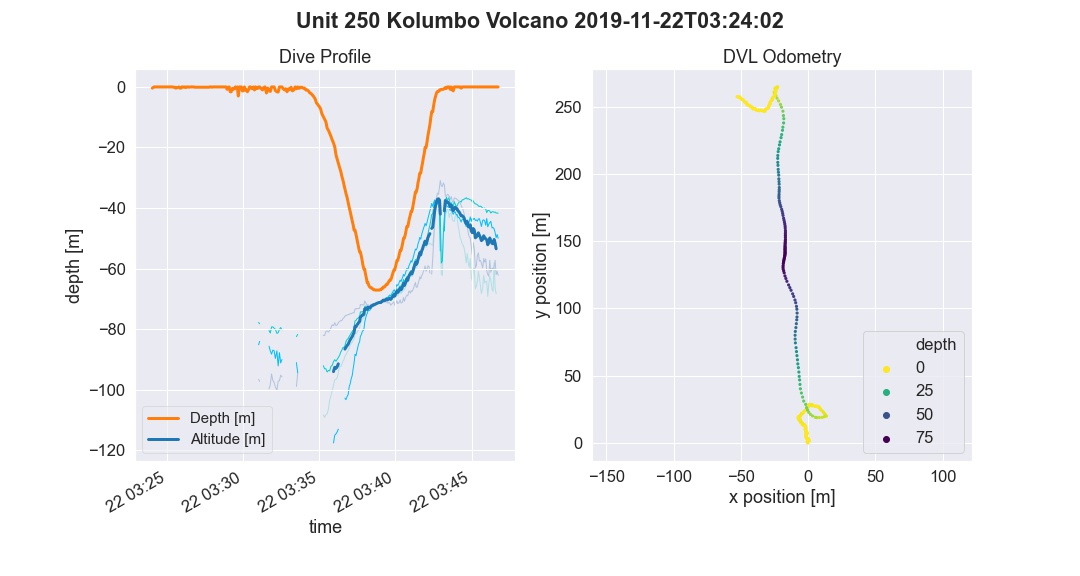 Unit 250 Kolumbo Volcano 2019-11-22T03:24:02
Dive Profile
0
−20
−40
−60
−80
−100
−120
depth [m]
Depth [m]
Altitude [m]
22 03:25
22 03:30
22 03:35
22 03:40
22 03:45
time
DVL Odometry
250
200
150
100
50
0
y position [m]
depth
0
25
50
75
−150
−100
−50
0
50
100
x position [m]